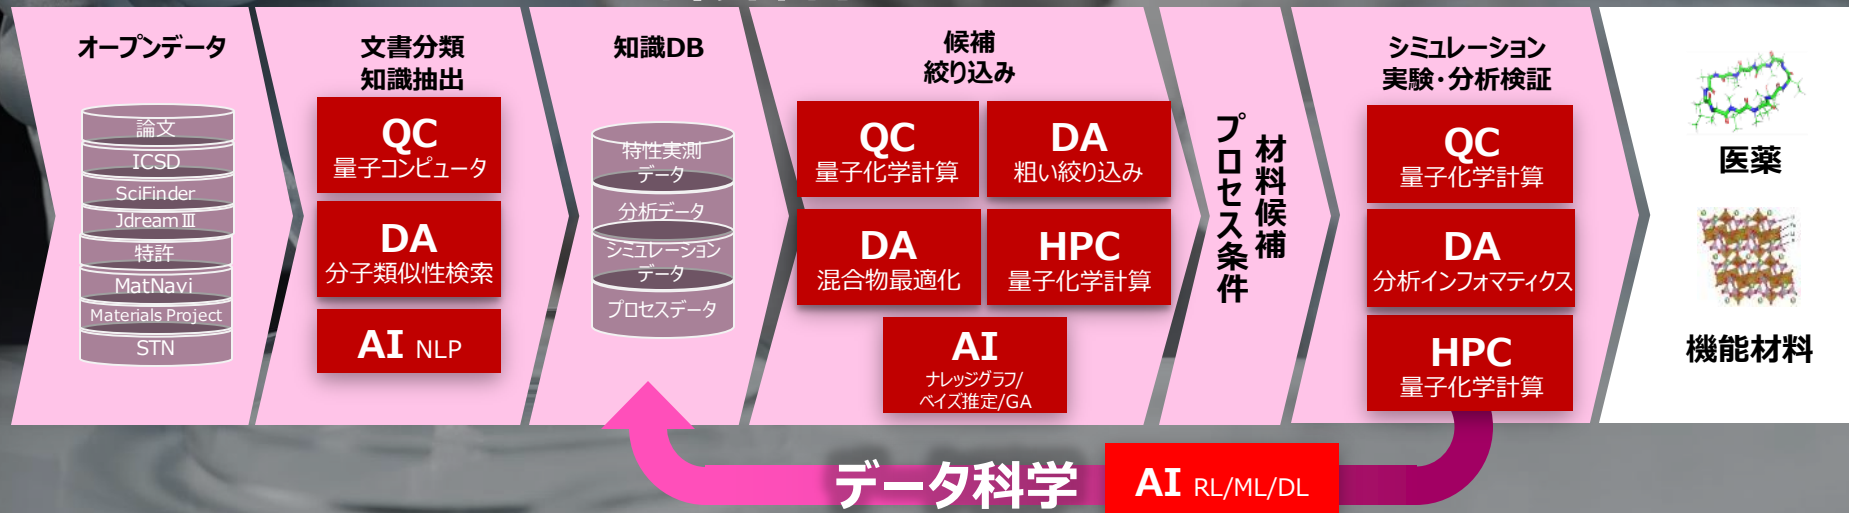 オープンデータ
論文
ICSD
SciFinder
JdreamⅢ
特許
MatNavi
Materials Project
STN
文書分類
知識抽出
QC
量子コンピュータ
DA
分子類似性検索
AI NLP
知識DB
特性実測
データ
分析データ
シミュレーション
データ
プロセスデータ
候補
絞り込み
QC
量子化学計算
DA
粗い絞り込み
DA
混合物最適化
HPC
量子化学計算
AI
ナレッジグラフ/
ベイズ推定/GA
材料候補
プロセス条件
シミュレーション
実験・分析検証
QC
量子化学計算
DA
分析インフォマティクス
HPC
量子化学計算
医薬
機能材料
データ科学
AI RL/ML/DL